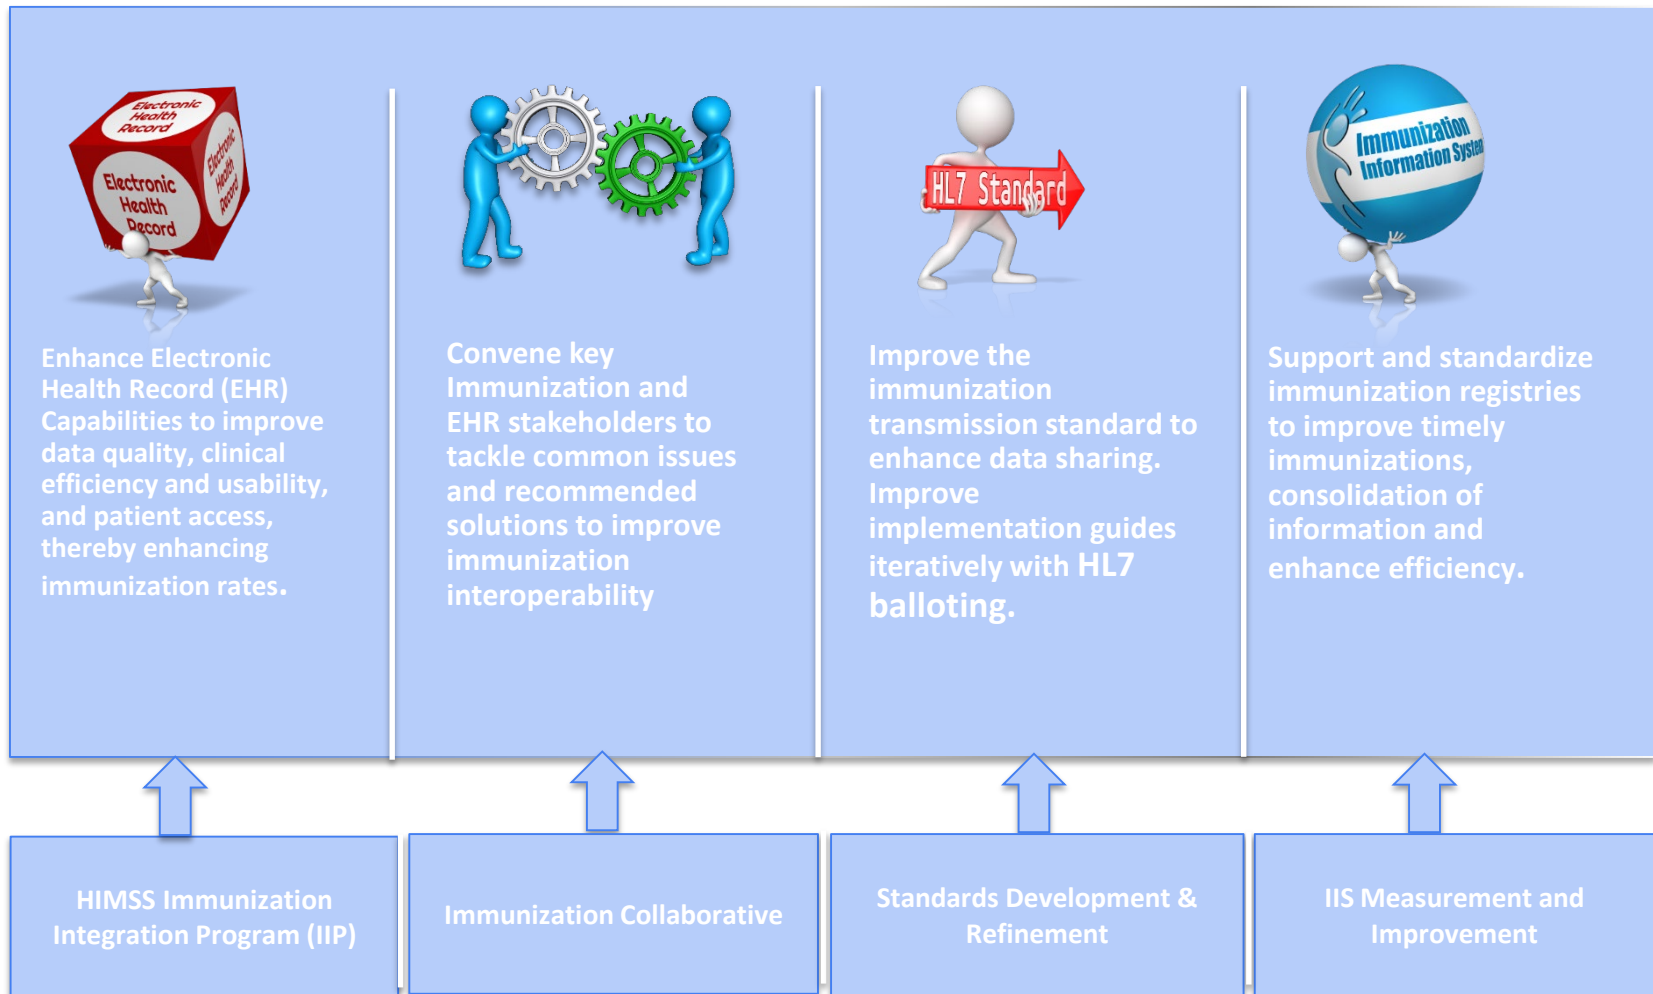 Electronic
Health
Record
Electronic
Health
Record
Electronic
Health
Record
HL7 Standard
Immunization
Information System
Enhance Electronic
Health Record (EHR)
Capabilities to improve
data quality, clinical
efficiency and usability,
and patient access,
thereby enhancing
immunization rates.
Convene key
Immunization and
EHR stakeholders to
tackle common issues
and recommended
solutions to improve
immunization
interoperability
Improve the
immunization
transmission standard to
enhance data sharing.
Improve
implementation guides
iteratively with HL7
balloting.
Support and standardize
immunization registries
to improve timely
immunizations,
consolidation of
information and
enhance efficiency.
HIMSS Immunization
Integration Program (IIP)
Immunization Collaborative
Standards Development &
Refinement
IIS Measurement and
Improvement